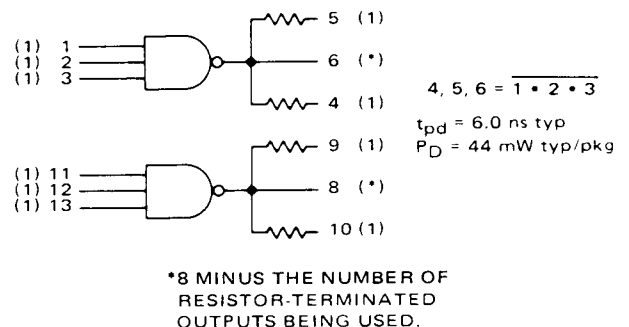 5 (1)
(1) 1
(1) 2
(1) 3
6 (*)
4 (1)
4, 5, 6 = \overline{1 • 2 • 3}
tpd = 6.0 ns typ
PD = 44 mW typ/pkg
9 (1)
(1) 11
(1) 12
(1) 13
8 (*)
10 (1)
*8 MINUS THE NUMBER OF
RESISTOR-TERMINATED
OUTPUTS BEING USED.